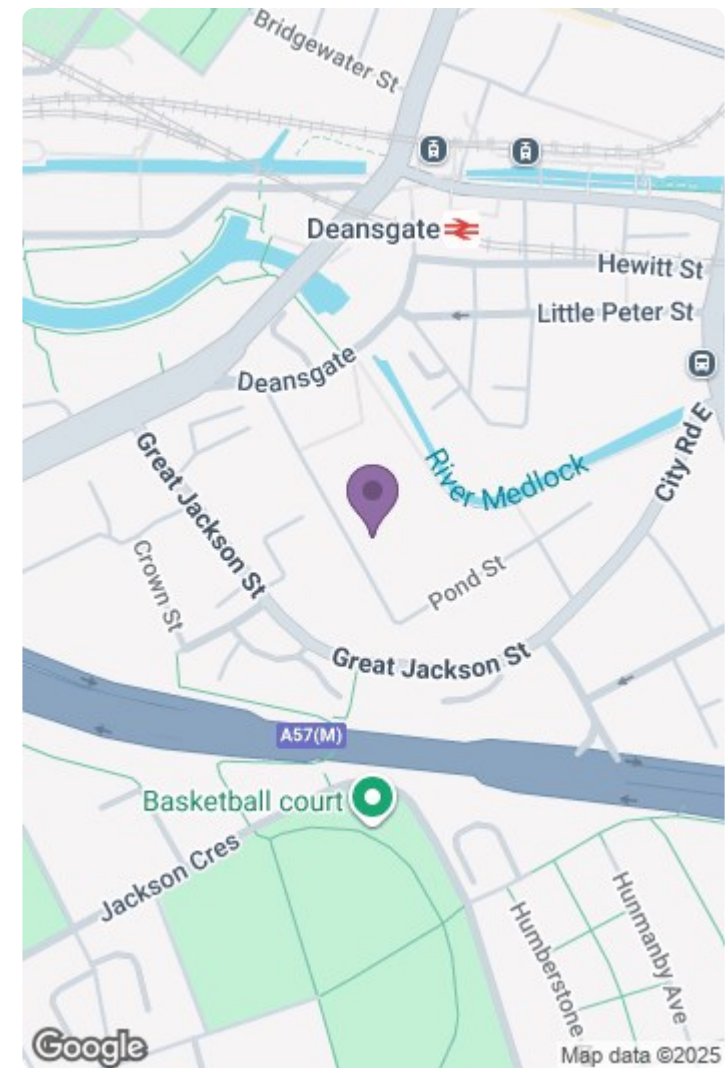 Bridgewater St
Deansgate
Hewitt St
Little Peter St
Deansgate
City Rd E
River Medlock
Great Jackson St
Crown St
Pond St
Great Jackson St
A57(M)
Basketball court
Jackson Cres
Humberstone
Hunmanby Ave
Google
Map data ©2025